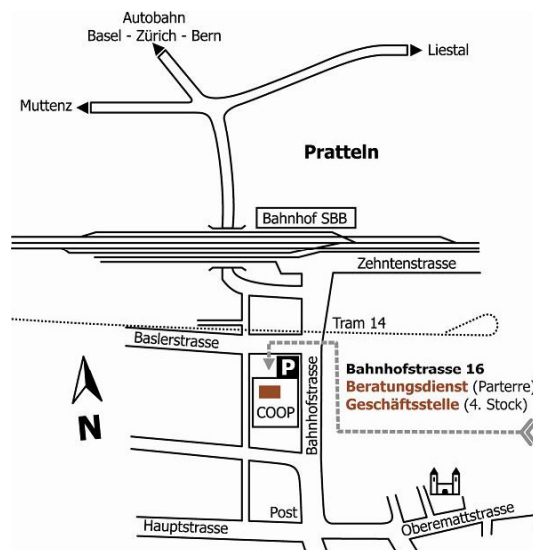 Autobahn
Basel - Zürich - Bern
Liestal
Muttenz
Pratteln
Bahnhof SBB
Zehntenstrasse
Tram 14
Baslerstrasse
P
Bahnhofstrasse 16
Beratungsdienst (Parterre)
Geschäftsstelle (4. Stock)
COOP
Bahnhofstrasse
N
Post
Hauptstrasse
Oberemattstrasse